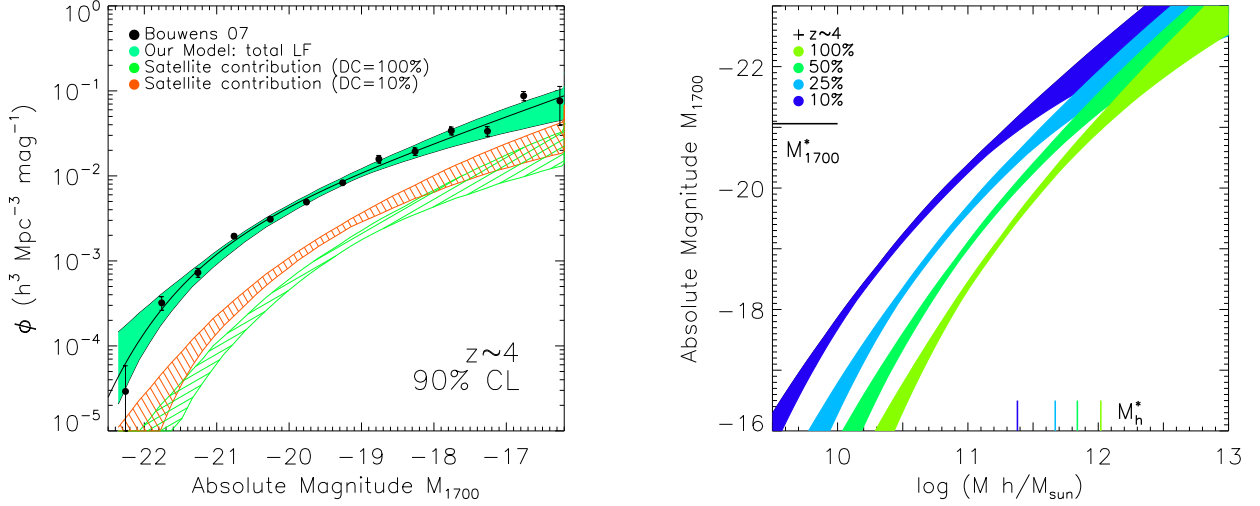 Bouwens 07
Our Model: total LF
Satellite contribution (DC=100%)
Satellite contribution (DC=10%)
z~4
90% CL
ϕ (h³ Mpc⁻³ mag⁻¹)
10⁰
10⁻¹
10⁻²
10⁻³
10⁻⁴
10⁻⁵
−22 −21 −20 −19 −18 −17
Absolute Magnitude M₁₇₀₀
+ z~4
100%
50%
25%
10%
M*₁₇₀₀
M*ₕ
Absolute Magnitude M₁₇₀₀
−22
−20
−18
−16
10 11 12 13
log (M h/Mₛᵤₙ)